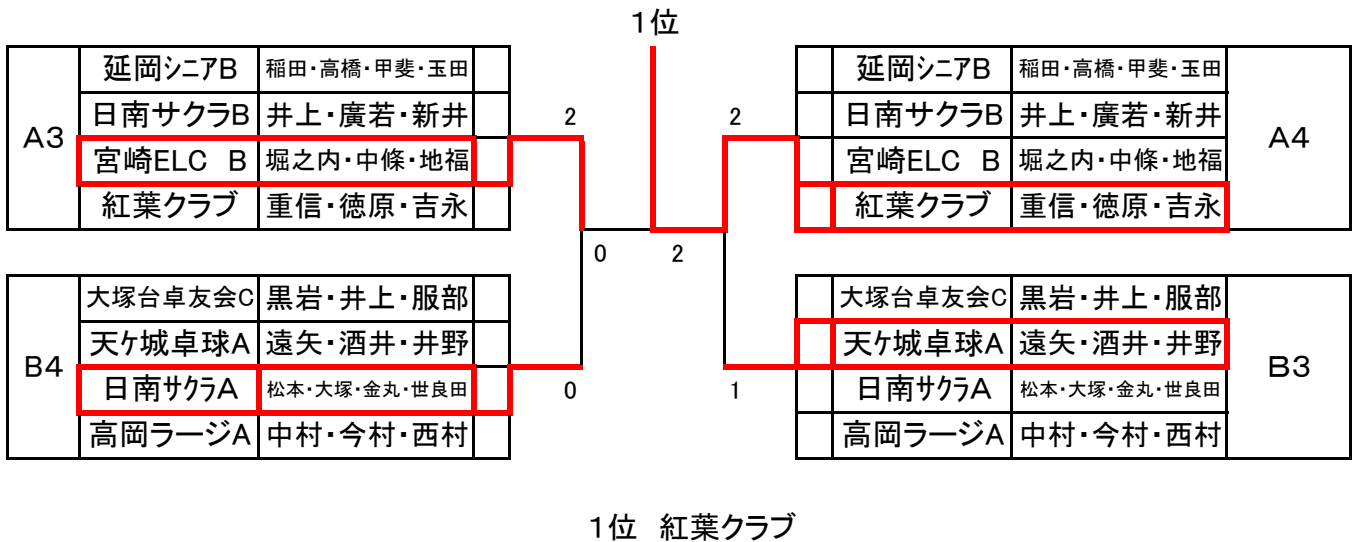 1位
A3
延岡シニアB 稲田・高橋・甲斐・玉田
日南サクラB 井上・廣若・新井
宮崎ELC B 堀之内・中條・地福
紅葉クラブ 重信・徳原・吉永
2
2
延岡シニアB 稲田・高橋・甲斐・玉田
日南サクラB 井上・廣若・新井
宮崎ELC B 堀之内・中條・地福
紅葉クラブ 重信・徳原・吉永
A4
0 2
B4
大塚台卓友会C 黒岩・井上・服部
天ケ城卓球A 遠矢・酒井・井野
日南サクラA 松本・大塚・金丸・世良田
高岡ラージA 中村・今村・西村
0
1
大塚台卓友会C 黒岩・井上・服部
天ケ城卓球A 遠矢・酒井・井野
日南サクラA 松本・大塚・金丸・世良田
高岡ラージA 中村・今村・西村
B3
1位 紅葉クラブ